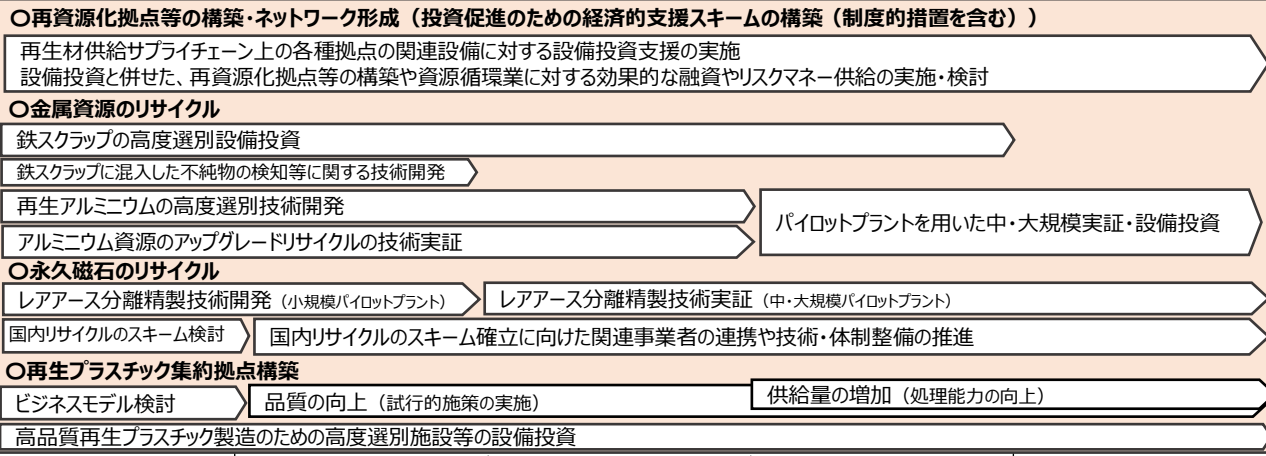 〇再資源化拠点等の構築・ネットワーク形成（投資促進のための経済的支援スキームの構築（制度的措置を含む））
再生材供給サプライチェーン上の各種拠点の関連設備に対する設備投資支援の実施
設備投資と併せた、再資源化拠点等の構築や資源循環業に対する効果的な融資やリスクマネー供給の実施・検討
〇金属資源のリサイクル
鉄スクラップの高度選別設備投資
鉄スクラップに混入した不純物の検知等に関する技術開発
再生アルミニウムの高度選別技術開発
アルミニウム資源のアップグレードリサイクルの技術実証
パイロットプラントを用いた中・大規模実証・設備投資
〇永久磁石のリサイクル
レアアース分離精製技術開発（小規模パイロットプラント）
レアアース分離精製技術実証（中・大規模パイロットプラント）
国内リサイクルのスキーム検討
国内リサイクルのスキーム確立に向けた関連事業者の連携や技術・体制整備の推進
〇再生プラスチック集約拠点構築
ビジネスモデル検討
品質の向上（試行的施策の実施）
供給量の増加（処理能力の向上）
高品質再生プラスチック製造のための高度選別施設等の設備投資